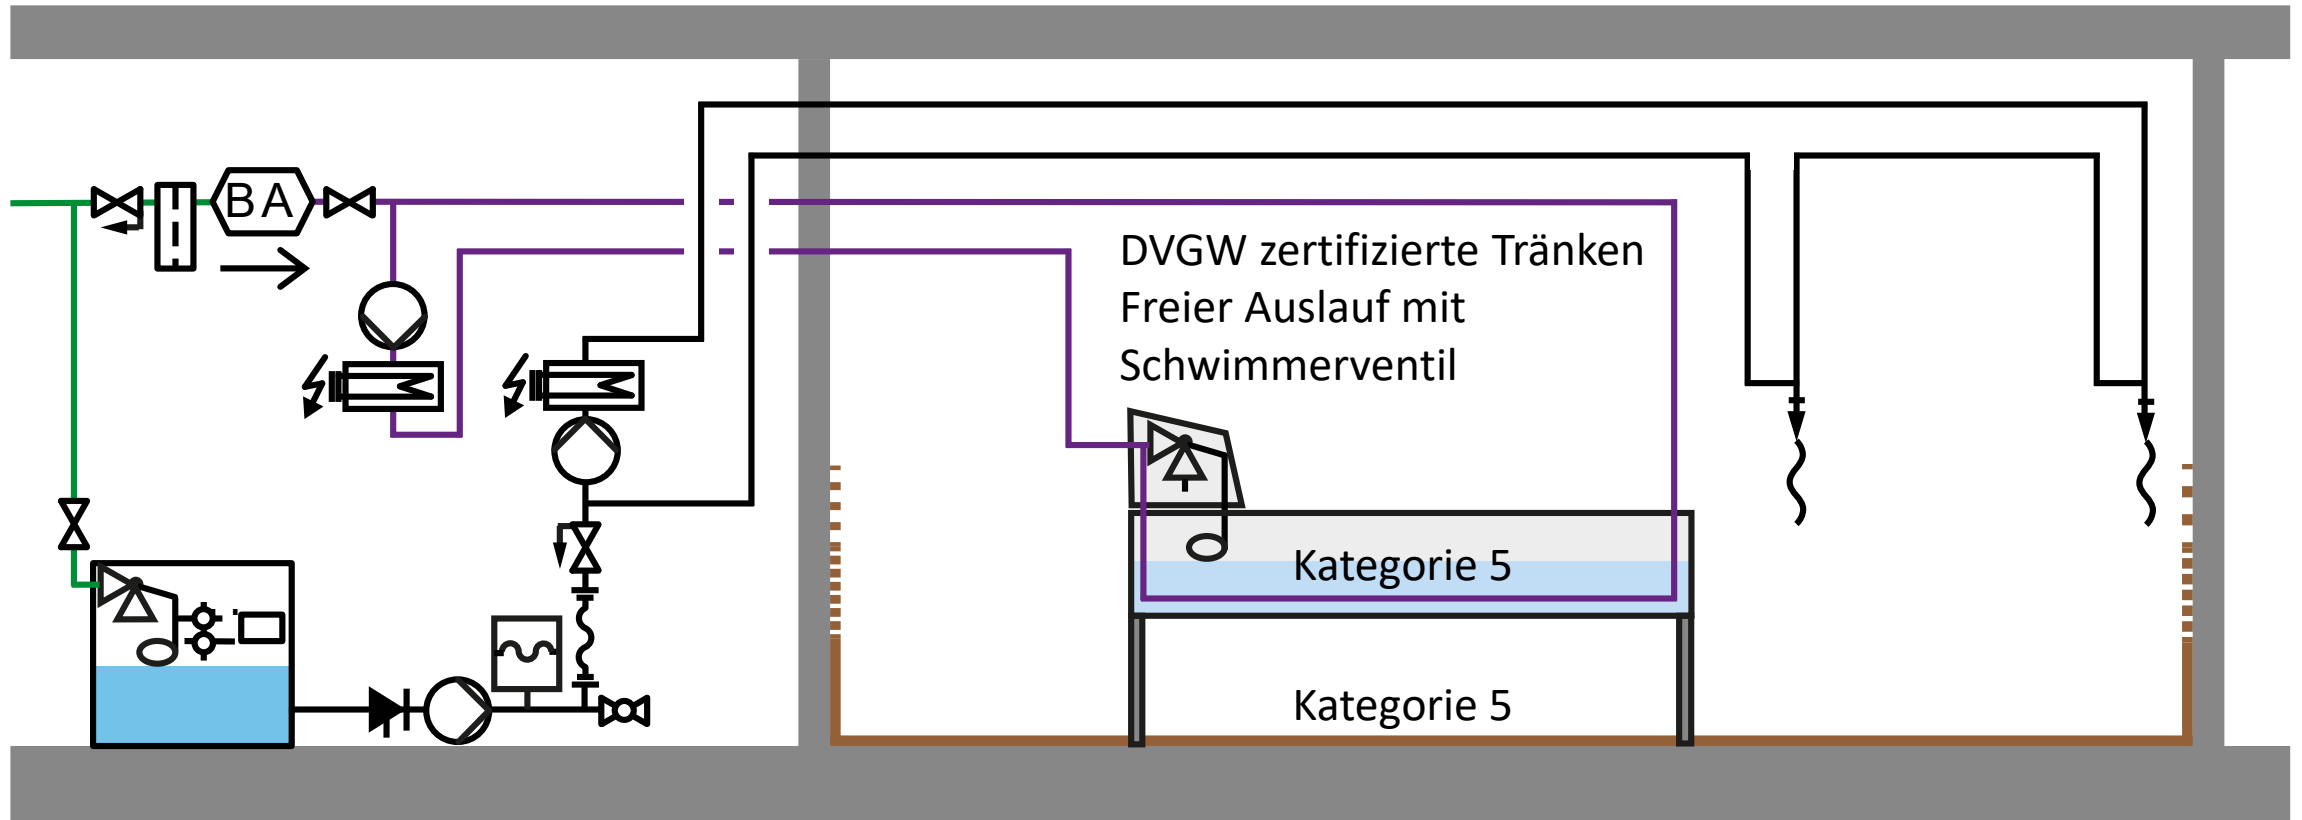 BA
DVGW zertifizierte Tränken
Freier Auslauf mit
Schwimmerventil
Kategorie 5
Kategorie 5